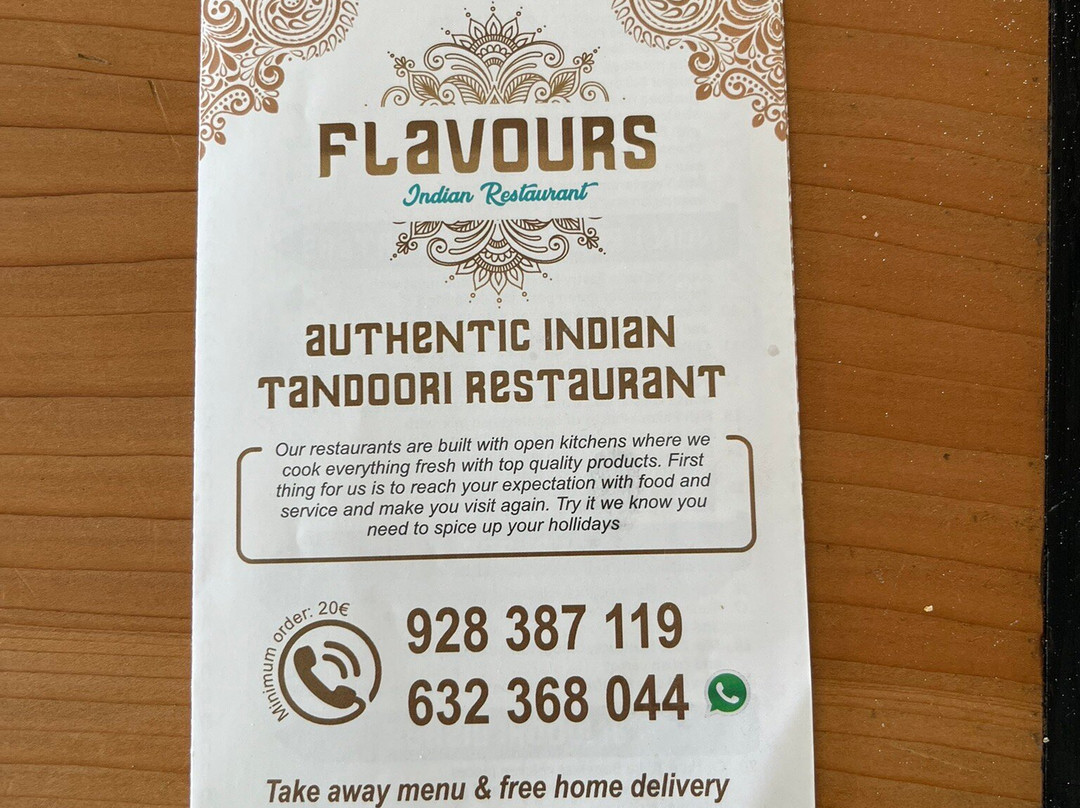 FLaVOURS
Indian Restaurant
aUTHeNTIC INDIaN
TaNDOORI ResTaURaNT
Our restaurants are built with open kitchens where we
cook everything fresh with top quality products. First
thing for us is to reach your expectation with food and
service and make you visit again. Try it we know you
need to spice up your hollidays
Minimum order: 20€
928 387 119
632 368 044
Take away menu & free home delivery